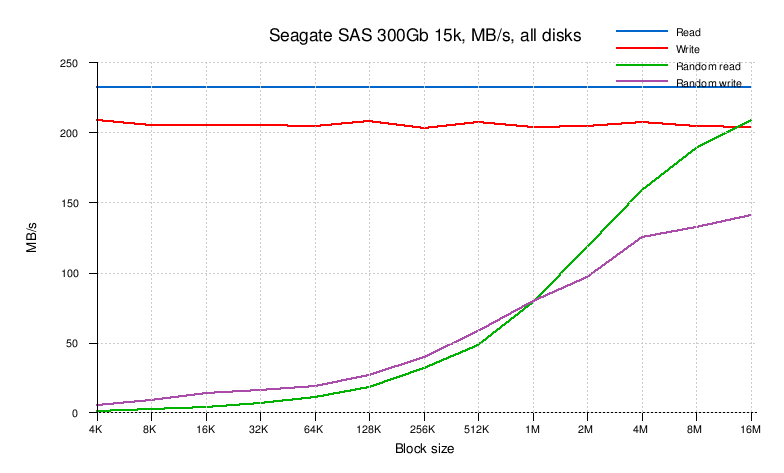 Seagate SAS 300Gb 15k, MB/s, all disks
Read
Write
Random read
Random write
250
200
150
100
50
0
MB/s
4K 8K 16K 32K 64K 128K 256K 512K 1M 2M 4M 8M 16M
Block size